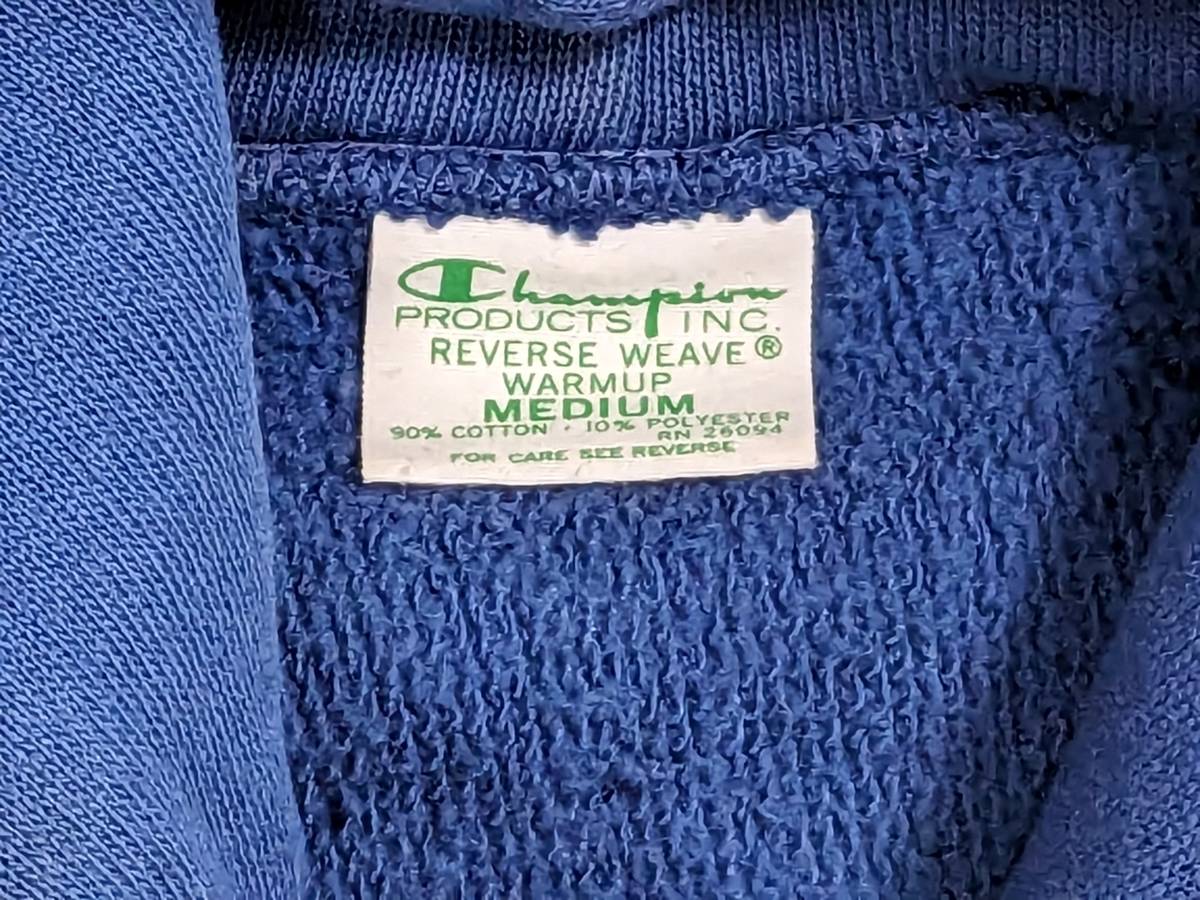 Champion
PRODUCTS INC.
REVERSE WEAVE®
WARMUP
MEDIUM
90% COTTON · 10% POLYESTER
RN 26094
FOR CARE SEE REVERSE